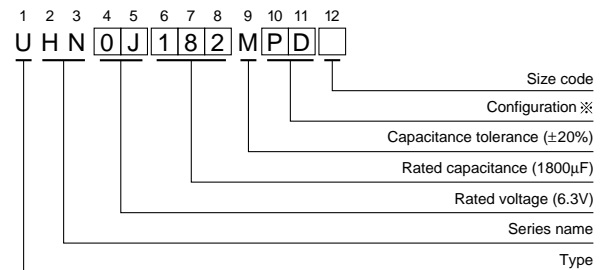 1 2 3 4 5 6 7 8 9 10 11 12
U H N 0 J 1 8 2 M P D
Size code
Configuration ※
Capacitance tolerance (±20%)
Rated capacitance (1800µF)
Rated voltage (6.3V)
Series name
Type